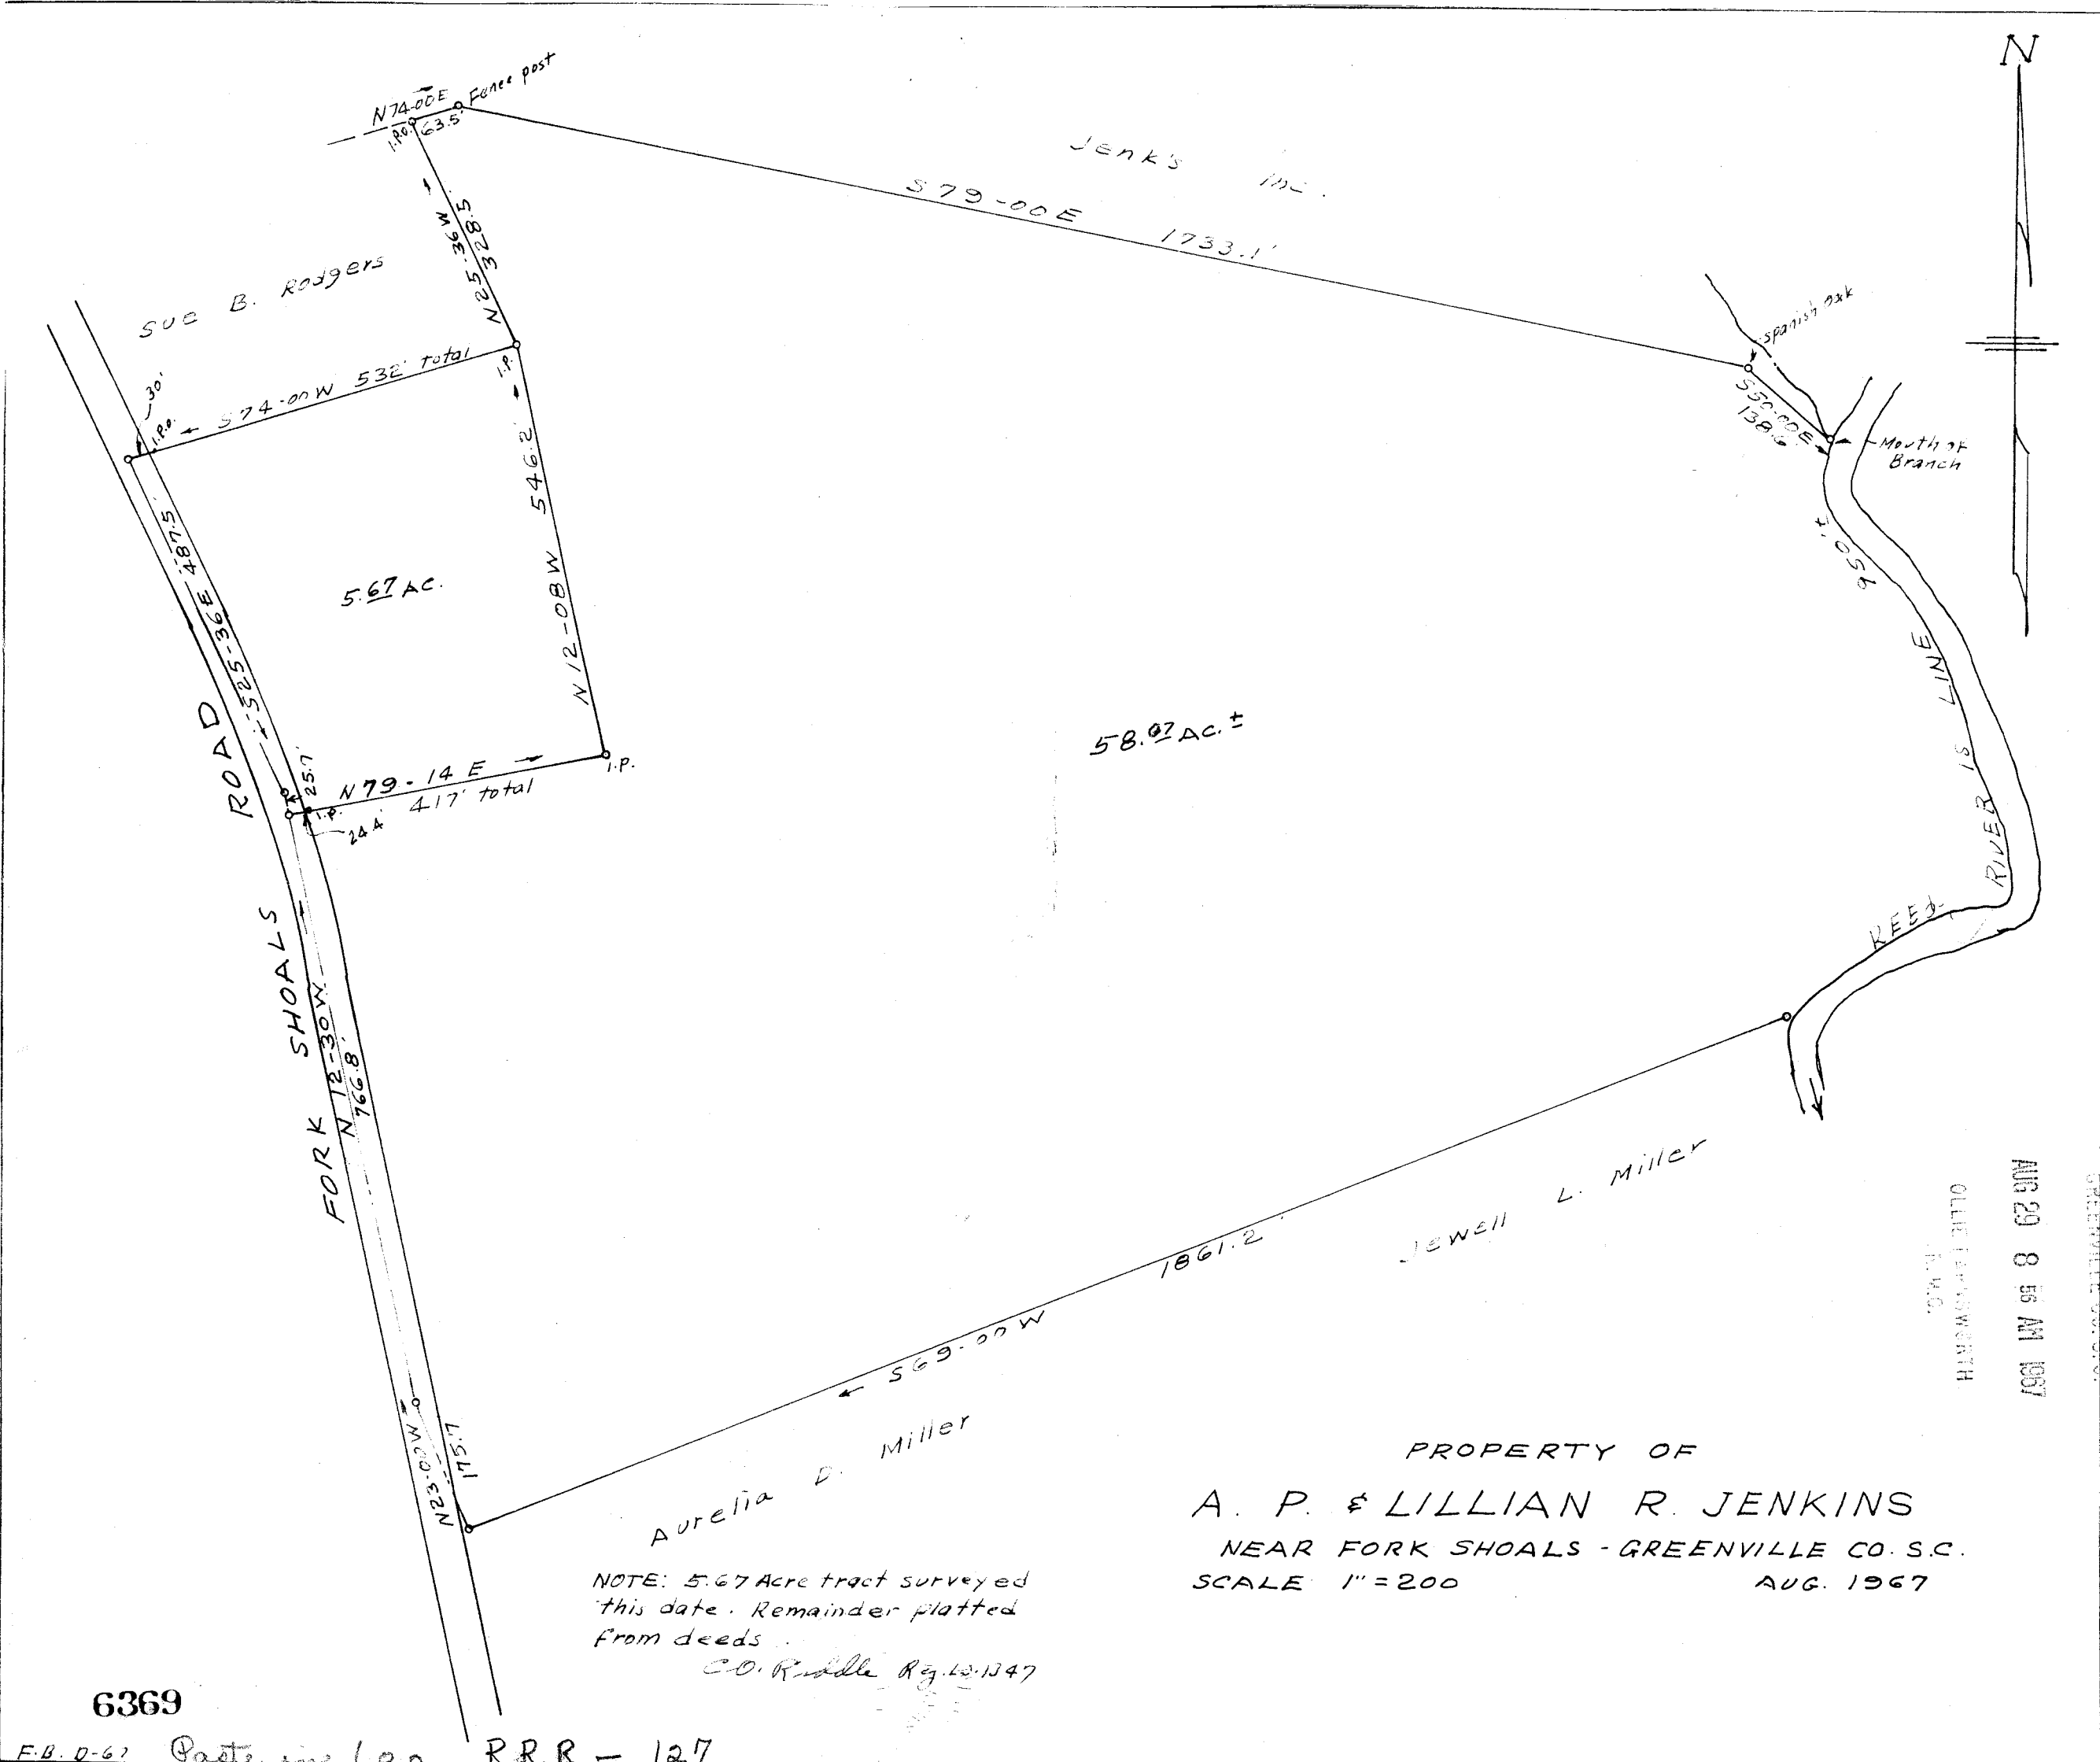 N
N74-00E
Fence post
I.P.O.
63.5'
Jenk's Inc.
S 79-00E 1733.1'
N25-36W
328.5
Sue B. Rodgers
Spanish oak
S50-00E
138.6'
Mouth of
Branch
30'
I.P.O.
S74-00W 532' total
I.P.
S25-36E 487.5'
5.67 AC.
N 12-08W 546.2'
950' ±
REEDY RIVER IS LINE
58.07 AC. ±
25.7'
N79-14 E
417' total
I.P.
I.P.
24.4'
FORK SHOALS ROAD
N 12-30W
766.8'
S69-00W 1861.2
Jewell L. Miller
Aurelia D. Miller
N23-00W
175.7
AUG 29 8 56 AM 1967
R.M.C.
PROPERTY OF
A. P. & LILLIAN R. JENKINS
NEAR FORK SHOALS - GREENVILLE CO. S.C.
SCALE 1" = 200 AUG. 1967
NOTE: 5.67 Acre tract surveyed
this date. Remainder platted
from deeds.
C.O. Riddle Reg. L.S. 1347
6369
F.B. D-67 RRR - 127